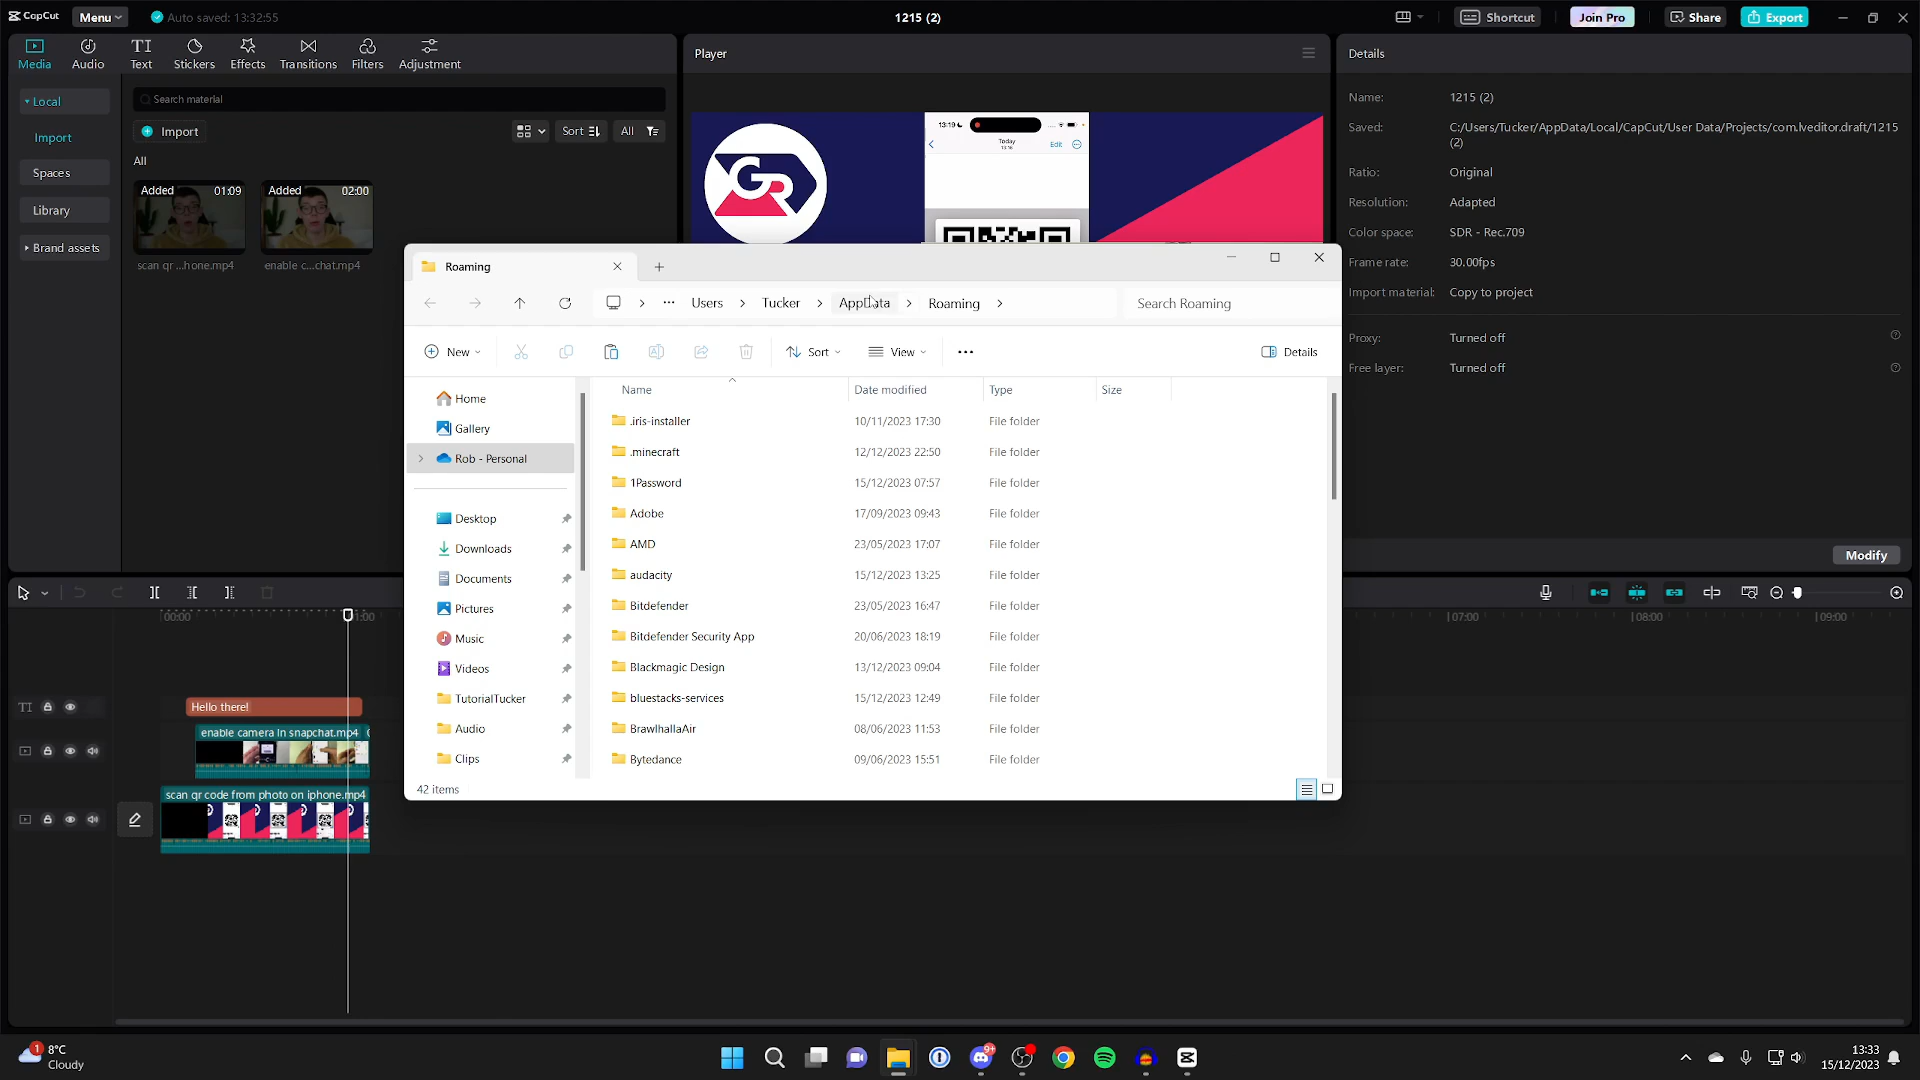 CapCut
Menu
Auto saved: 13:32:55
1215 (2)
Shortcut
Join Pro
Share
Export
Media
Audio
TI
Text
Stickers
Effects
Transitions
Filters
Adjustment
Local
Import
Spaces
Library
Brand assets
Search material
Import
Sort
All
All
Added
01:09
Added
02:00
scan qr ...hone.mp4
enable c...chat.mp4
Player
GR
13:19
Today
13:16
Edit
Details
Name:
1215 (2)
Saved:
C:/Users/Tucker/AppData/Local/CapCut/User Data/Projects/com.lveditor.draft/1215
(2)
Ratio:
Original
Resolution:
Adapted
Color space:
SDR - Rec.709
Frame rate:
30.00fps
Import material:
Copy to project
Proxy:
Turned off
Free layer:
Turned off
Modify
Roaming
Users
Tucker
AppData
Roaming
Search Roaming
New
Sort
View
Details
Home
Gallery
Rob - Personal
Desktop
Downloads
Documents
Pictures
Music
Videos
TutorialTucker
Audio
Clips
Name
Date modified
Type
Size
.iris-installer 10/11/2023 17:30 File folder
.minecraft 12/12/2023 22:50 File folder
1Password 15/12/2023 07:57 File folder
Adobe 17/09/2023 09:43 File folder
AMD 23/05/2023 17:07 File folder
audacity 15/12/2023 13:25 File folder
Bitdefender 23/05/2023 16:47 File folder
Bitdefender Security App 20/06/2023 18:19 File folder
Blackmagic Design 13/12/2023 09:04 File folder
bluestacks-services 15/12/2023 12:49 File folder
BrawlhallaAir 08/06/2023 11:53 File folder
Bytedance 09/06/2023 15:51 File folder
42 items
00:00
01:00
07:00
08:00
09:00
TI
Hello there!
enable camera in snapchat.mp4
scan qr code from photo on iphone.mp4
1
8°C
Cloudy
9+
13:33
15/12/2023